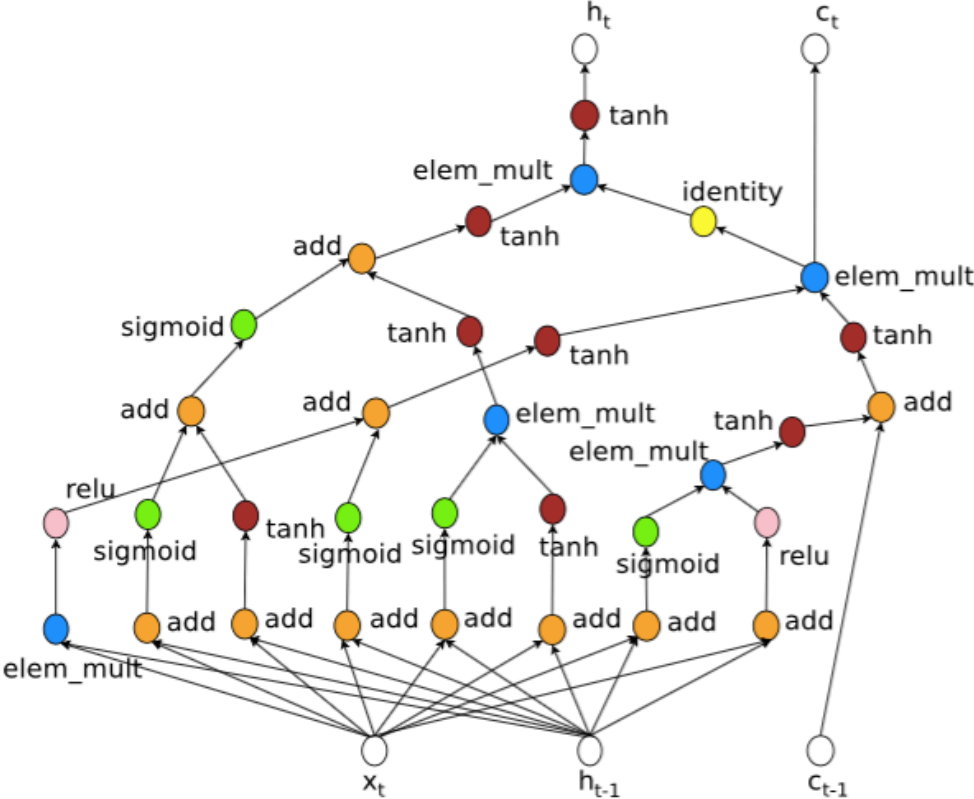 h_t c_t
tanh
elem_mult
identity
tanh
add
elem_mult
sigmoid
tanh
tanh
tanh
add
add
elem_mult
add
tanh
elem_mult
relu
sigmoid
tanh
sigmoid
sigmoid
tanh
sigmoid
relu
add
add
add
add
add
add
add
elem_mult
x_t h_t-1 c_t-1